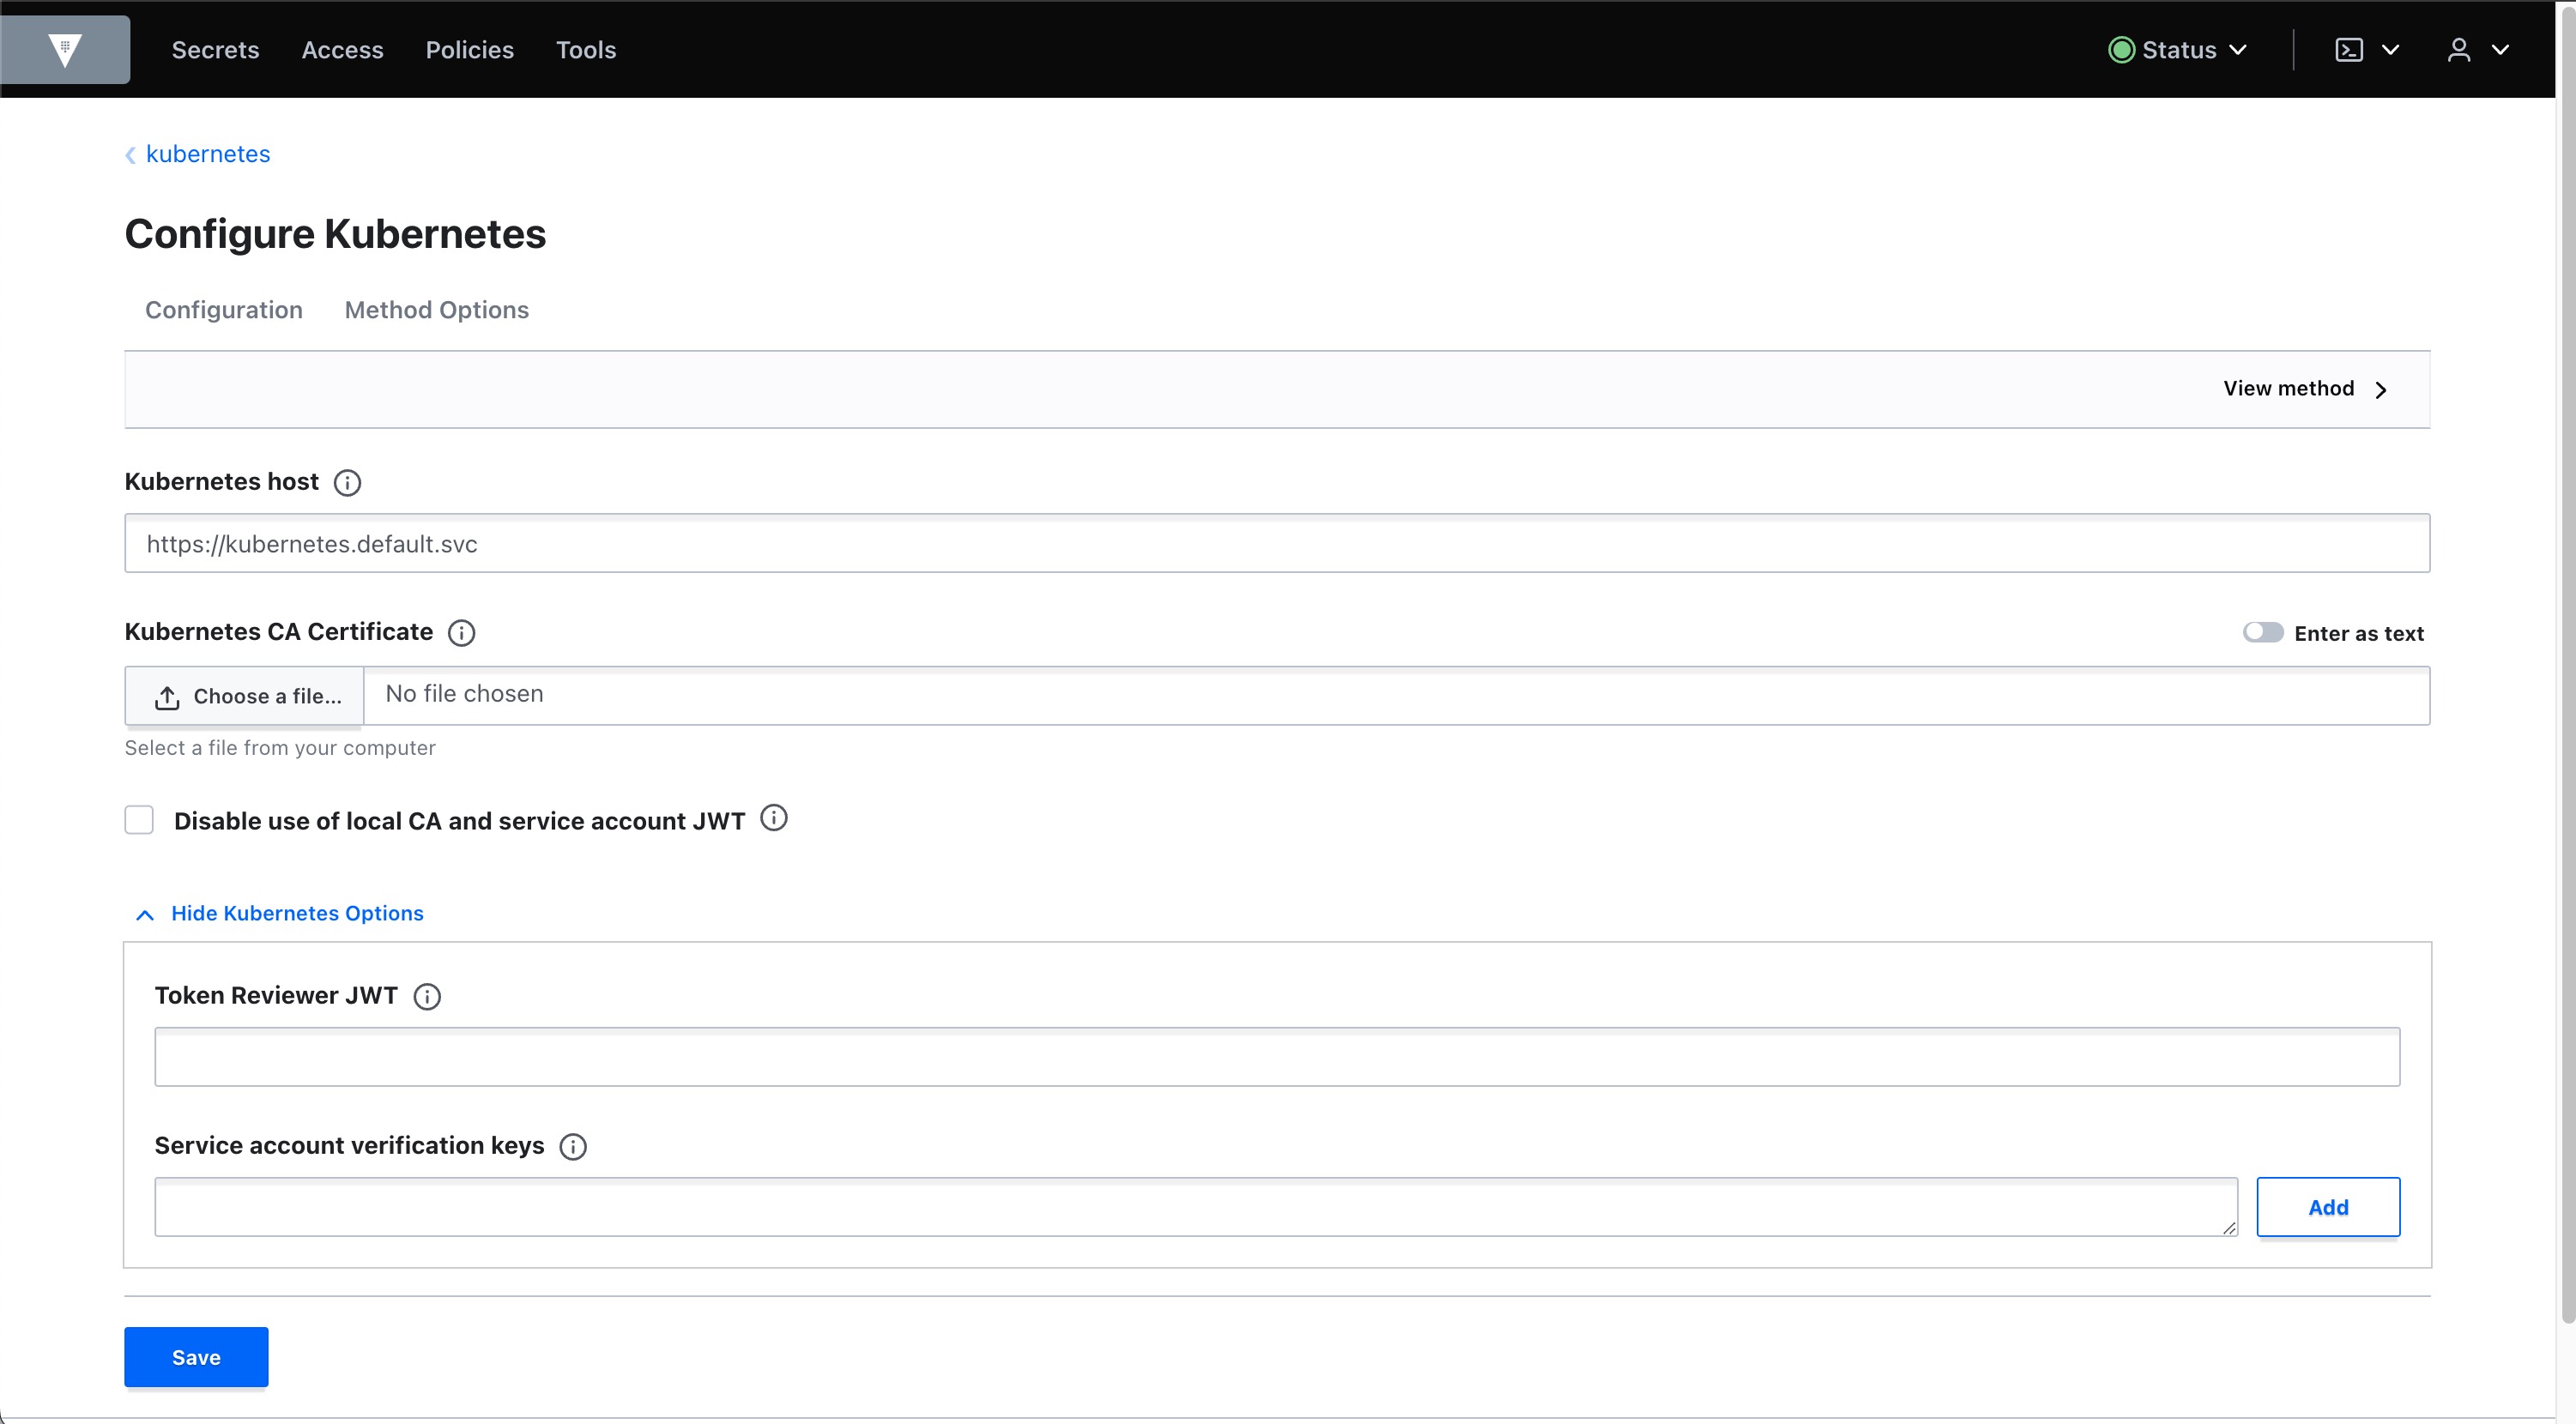 Secrets Access Policies Tools Status
kubernetes
Configure Kubernetes
Configuration Method Options
View method
Kubernetes host
https://kubernetes.default.svc
Kubernetes CA Certificate Enter as text
Choose a file... No file chosen
Select a file from your computer
Disable use of local CA and service account JWT
Hide Kubernetes Options
Token Reviewer JWT
Service account verification keys
Add
Save